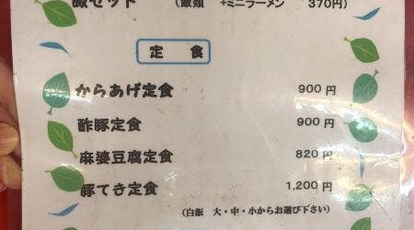 飯セット （飯類 +ミニラーメン 370円）
定 食
からあげ定食 900円
酢豚定食 900円
麻婆豆腐定食 820円
豚てき定食 1,200円
（白飯 大・中・小からお選び下さい）